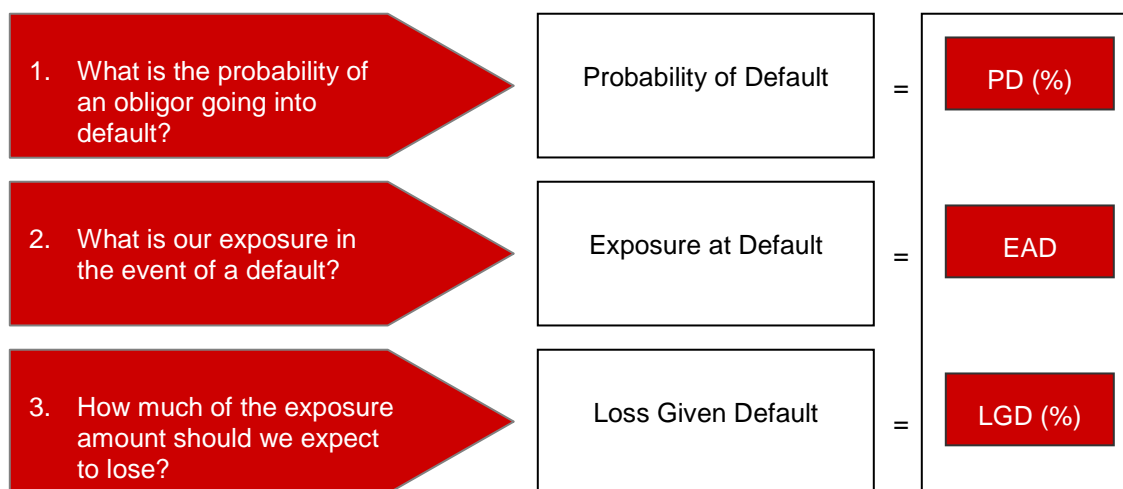 1. What is the probability of
an obligor going into
default?
Probability of Default
=
PD (%)
2. What is our exposure in
the event of a default?
Exposure at Default
=
EAD
3. How much of the exposure
amount should we expect
to lose?
Loss Given Default
=
LGD (%)